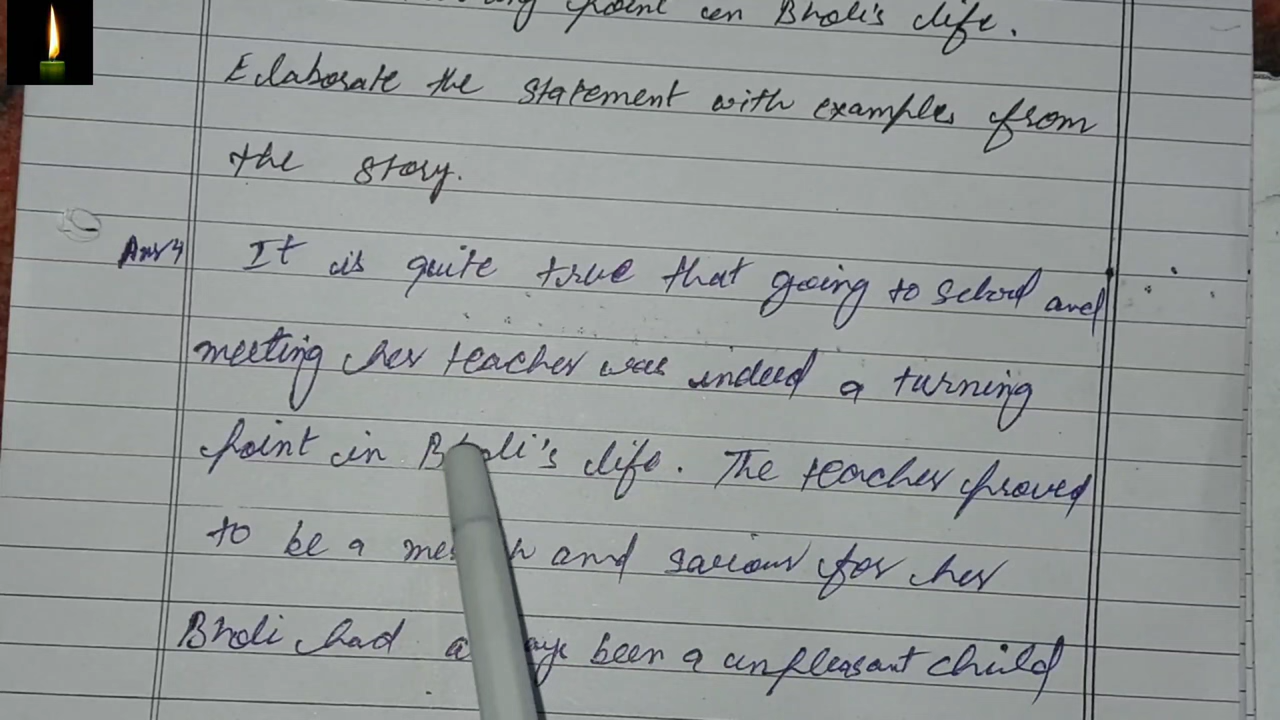 point in Bholi's life.
Elaborate the statement with examples from
the story.
Ans 4 It is quite true that going to school and
meeting her teacher was indeed a turning
point in Bholi's life. The teacher proved
to be a and saviour for her
Bholi had been a unpleasant child